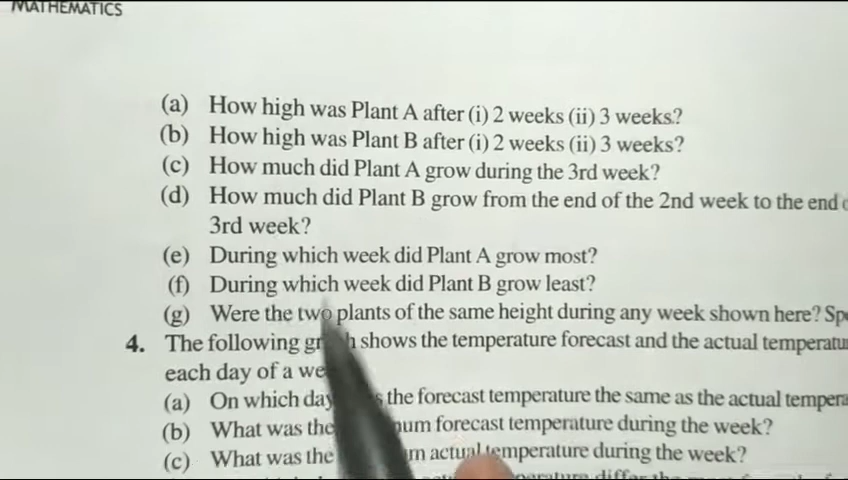 MATHEMATICS
(a) How high was Plant A after (i) 2 weeks (ii) 3 weeks?
(b) How high was Plant B after (i) 2 weeks (ii) 3 weeks?
(c) How much did Plant A grow during the 3rd week?
(d) How much did Plant B grow from the end of the 2nd week to the end
3rd week?
(e) During which week did Plant A grow most?
(f) During which week did Plant B grow least?
(g) Were the two plants of the same height during any week shown here?
4. The following shows the temperature forecast and the actual
each day of a
(a) On which the forecast temperature the same as the actual
(b) What was the forecast temperature during the week?
(c) What was the actual temperature during the week?